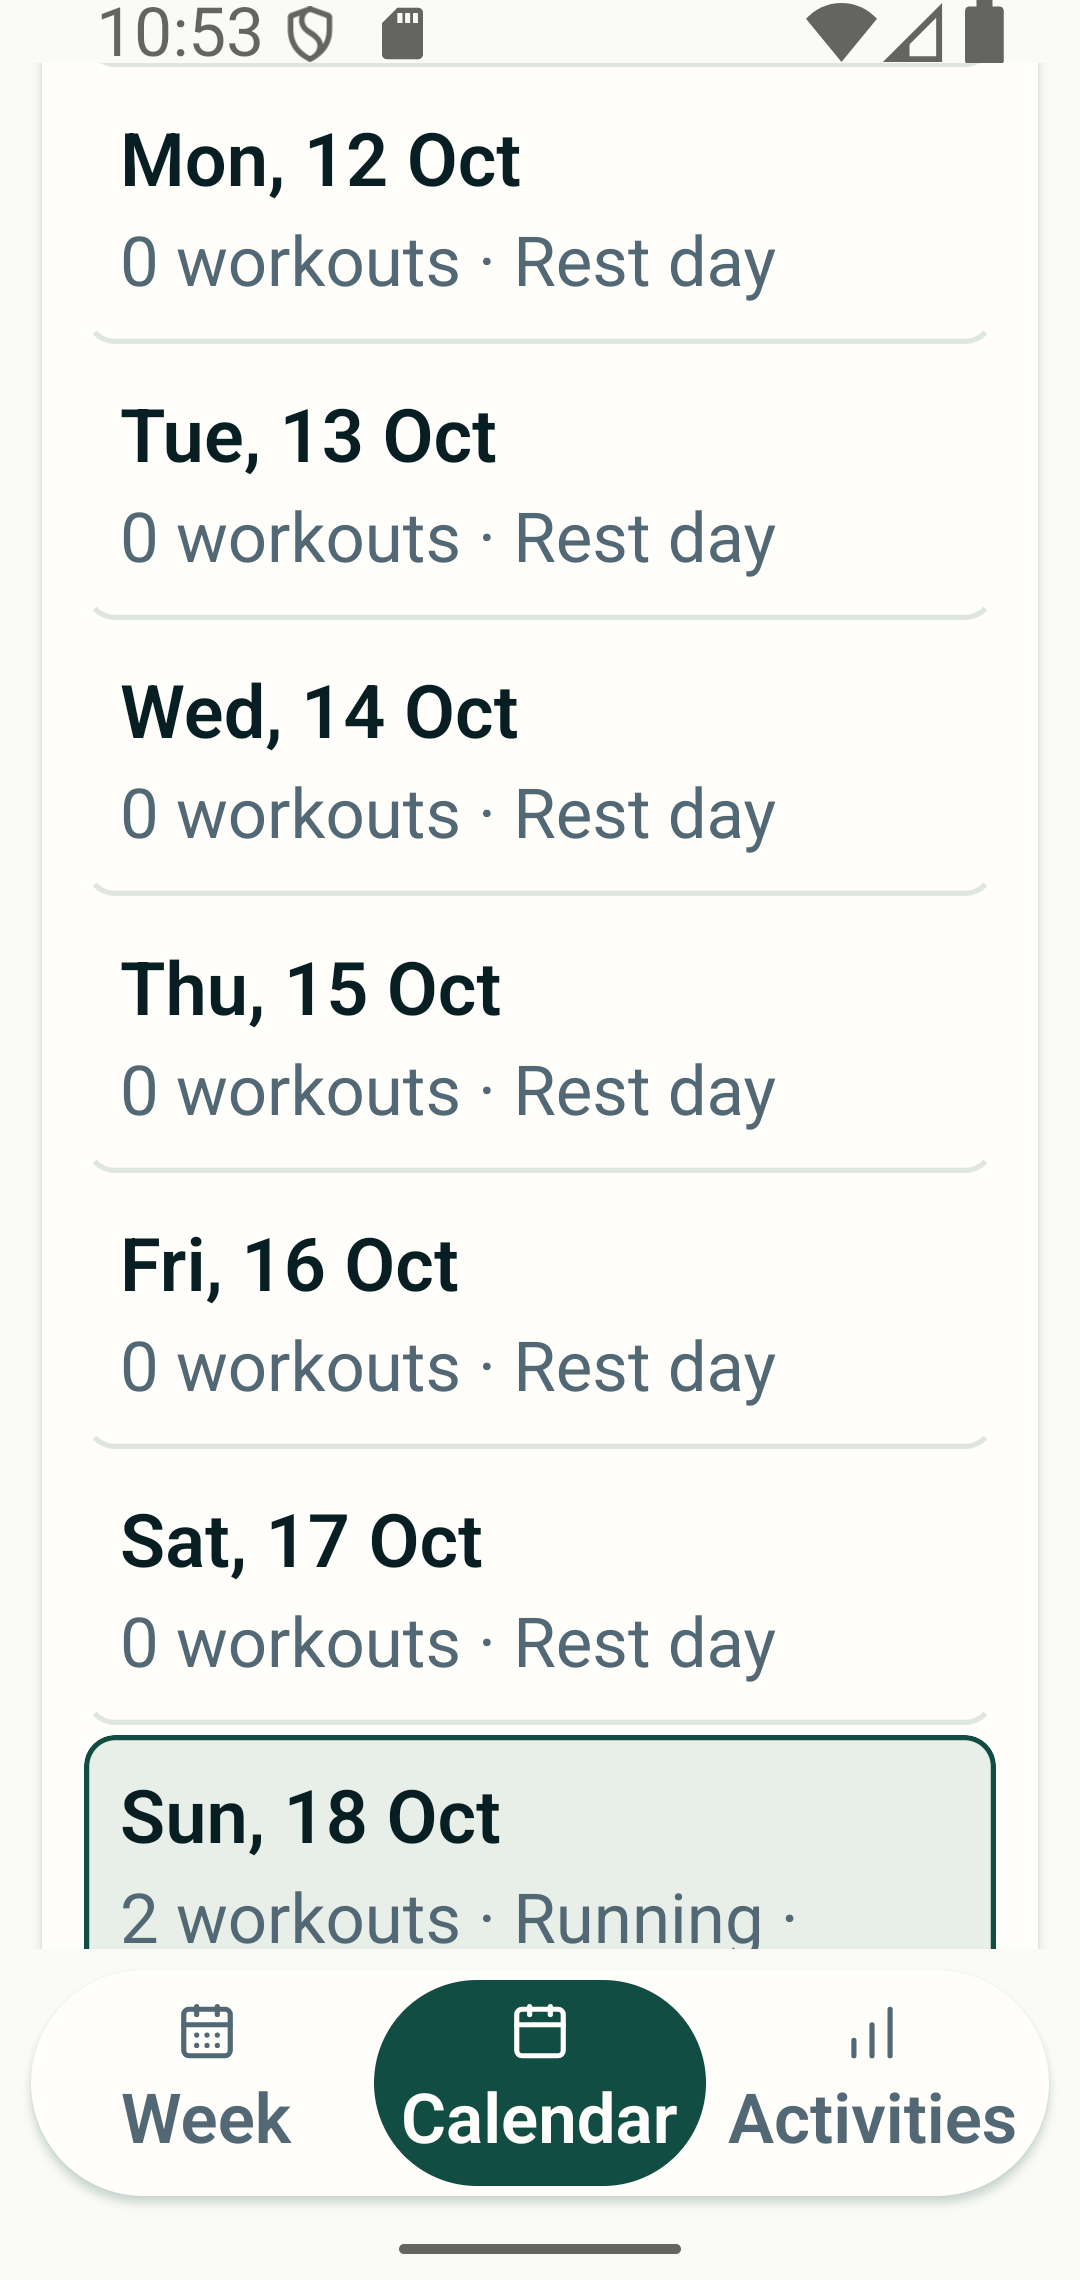 10:53
Mon, 12 Oct
0 workouts · Rest day
Tue, 13 Oct
0 workouts · Rest day
Wed, 14 Oct
0 workouts · Rest day
Thu, 15 Oct
0 workouts · Rest day
Fri, 16 Oct
0 workouts · Rest day
Sat, 17 Oct
0 workouts · Rest day
Sun, 18 Oct
2 workouts · Running ·
Week
Calendar
Activities